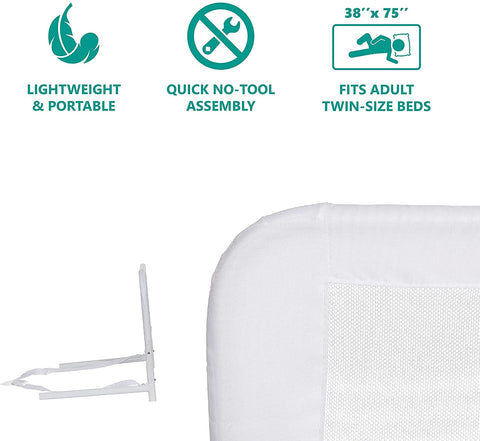 38′′x 75′′
LIGHTWEIGHT
& PORTABLE
QUICK NO-TOOL
ASSEMBLY
FITS ADULT
TWIN-SIZE BEDS